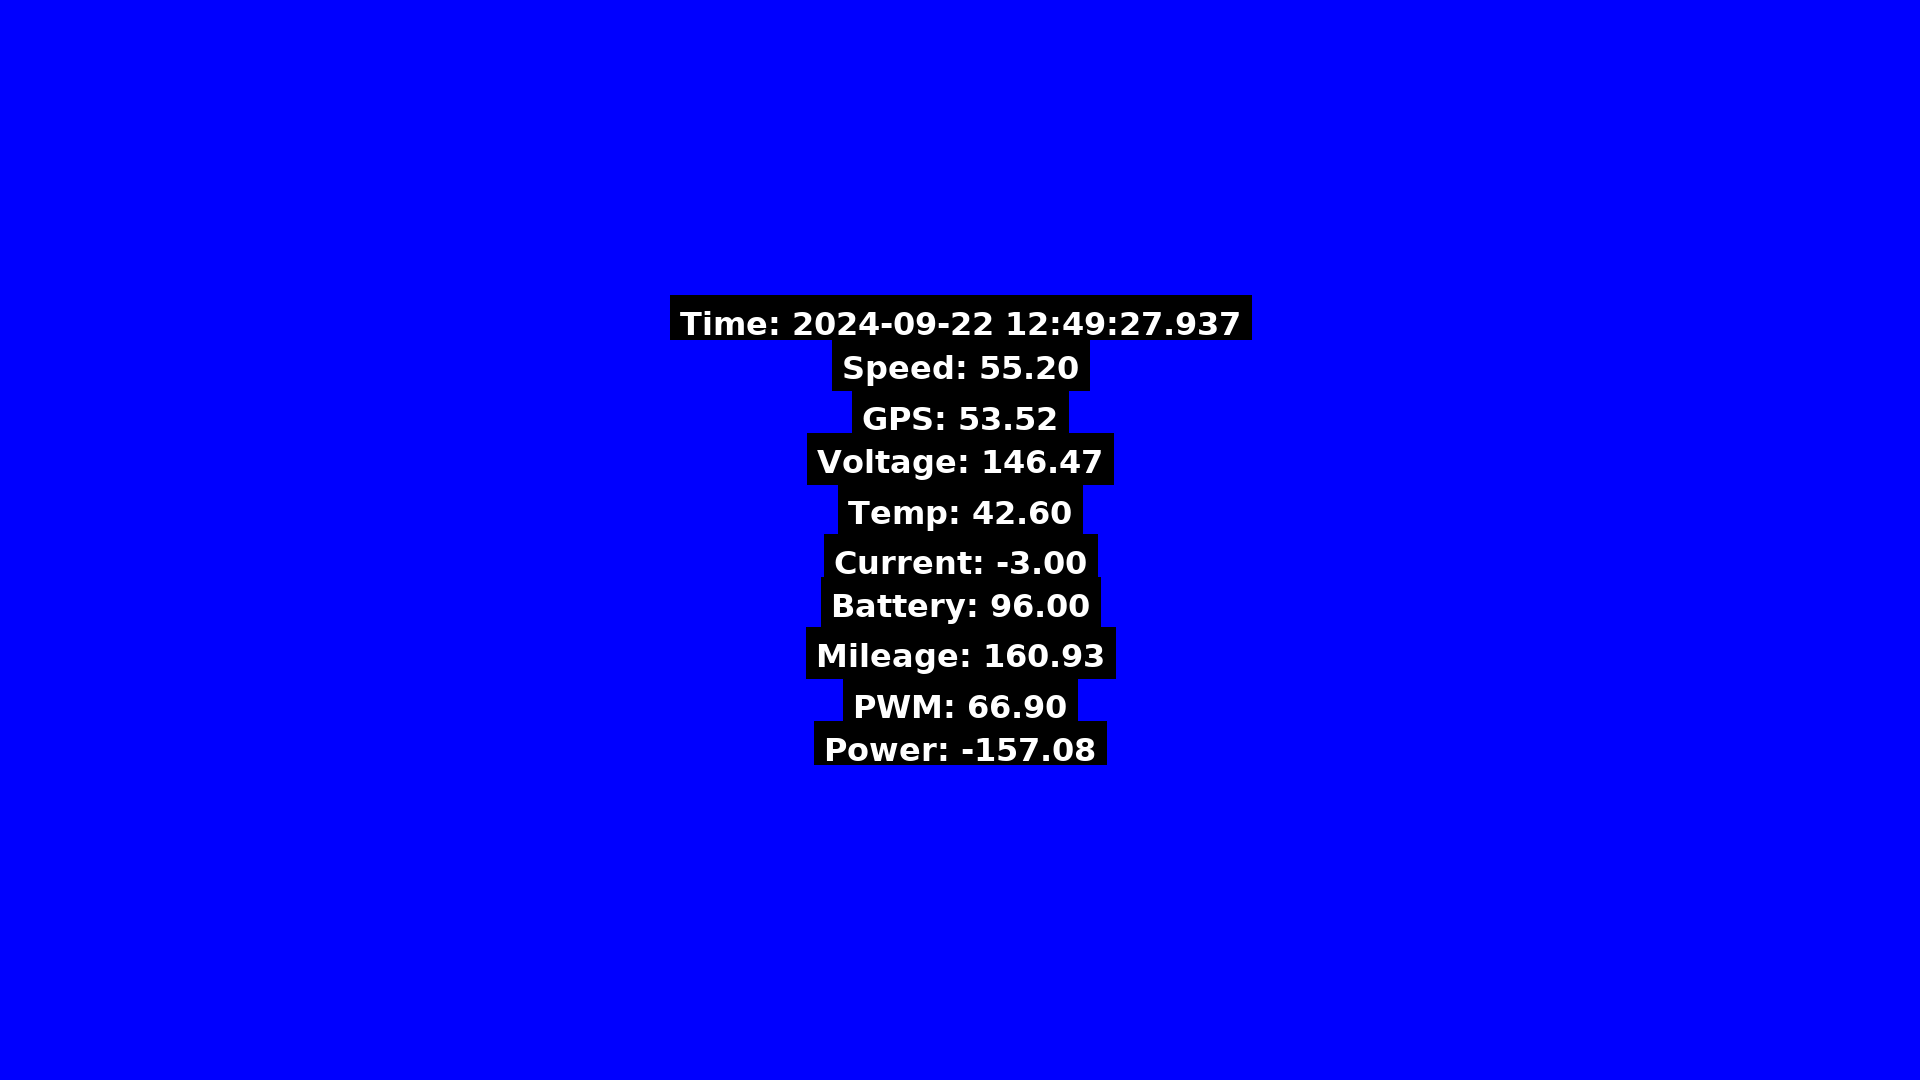 Time: 2024-09-22 12:49:27.937
Speed: 55.20
GPS: 53.52
Voltage: 146.47
Temp: 42.60
Current: -3.00
Battery: 96.00
Mileage: 160.93
PWM: 66.90
Power: -157.08